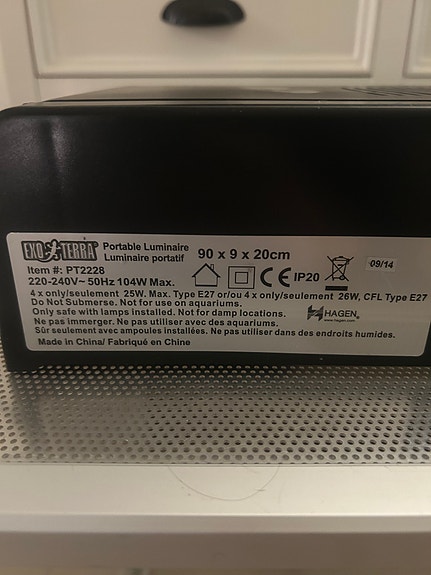 EXO TERRA Portable Luminaire
Luminaire portatif
90 x 9 x 20cm
09/14
Item #: PT2228
220-240V~ 50Hz 104W Max.
CE IP20
4 x only/seulement 25W. Max. Type E27 or/ou 4 x only/seulement 26W, CFL Type E27
Do Not Submerse. Not for use on aquariums.
Only safe with lamps installed. Not for damp locations.
HAGEN
www.hagen.com
Ne pas immerger. Ne pas utiliser avec des aquariums.
Sûr seulement avec ampoules installées. Ne pas utiliser dans des endroits humides.
Made in China/ Fabriqué en Chine